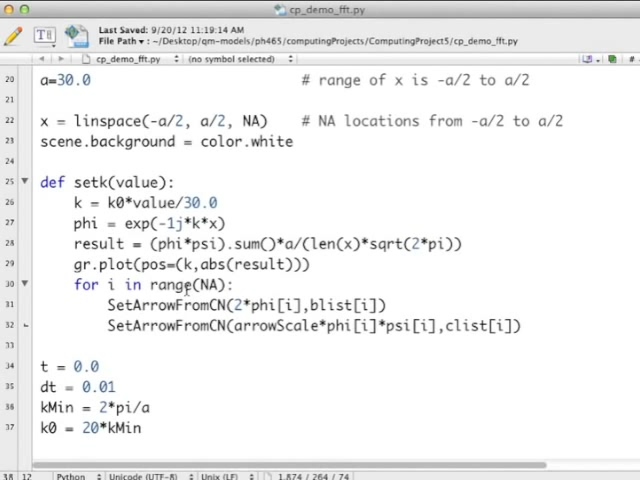 cp_demo_fft.py
Last Saved: 9/20/12 11:19:14 AM
File Path ▾: ~/Desktop/qm-models/ph465/computingProjects/ComputingProject5/cp_demo_fft.py
cp_demo_fft.py (no symbol selected)
20 a=30.0 # range of x is -a/2 to a/2
21
22 x = linspace(-a/2, a/2, NA) # NA locations from -a/2 to a/2
23 scene.background = color.white
24
25 def setk(value):
26 k = k0*value/30.0
27 phi = exp(-1j*k*x)
28 result = (phi*psi).sum()*a/(len(x)*sqrt(2*pi))
29 gr.plot(pos=(k,abs(result)))
30 for i in range(NA):
31 SetArrowFromCN(2*phi[i],blist[i])
32 SetArrowFromCN(arrowScale*phi[i]*psi[i],clist[i])
33
34 t = 0.0
35 dt = 0.01
36 kMin = 2*pi/a
37 k0 = 20*kMin
38 12 Python Unicode (UTF-8) Unix (LF) 1,874 / 264 / 74